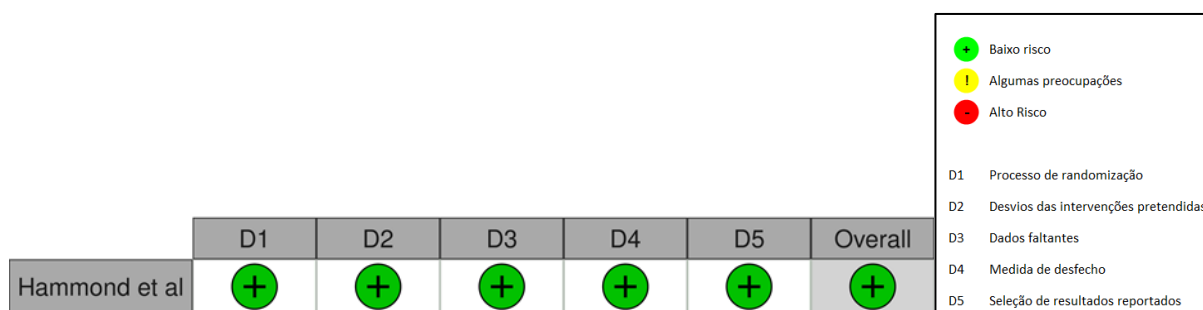 + Baixo risco
! Algumas preocupações
- Alto Risco
D1 Processo de randomização
D2 Desvios das intervenções pretendidas
D3 Dados faltantes
D4 Medida de desfecho
D5 Seleção de resultados reportados
D1 D2 D3 D4 D5 Overall
Hammond et al + + + + + +